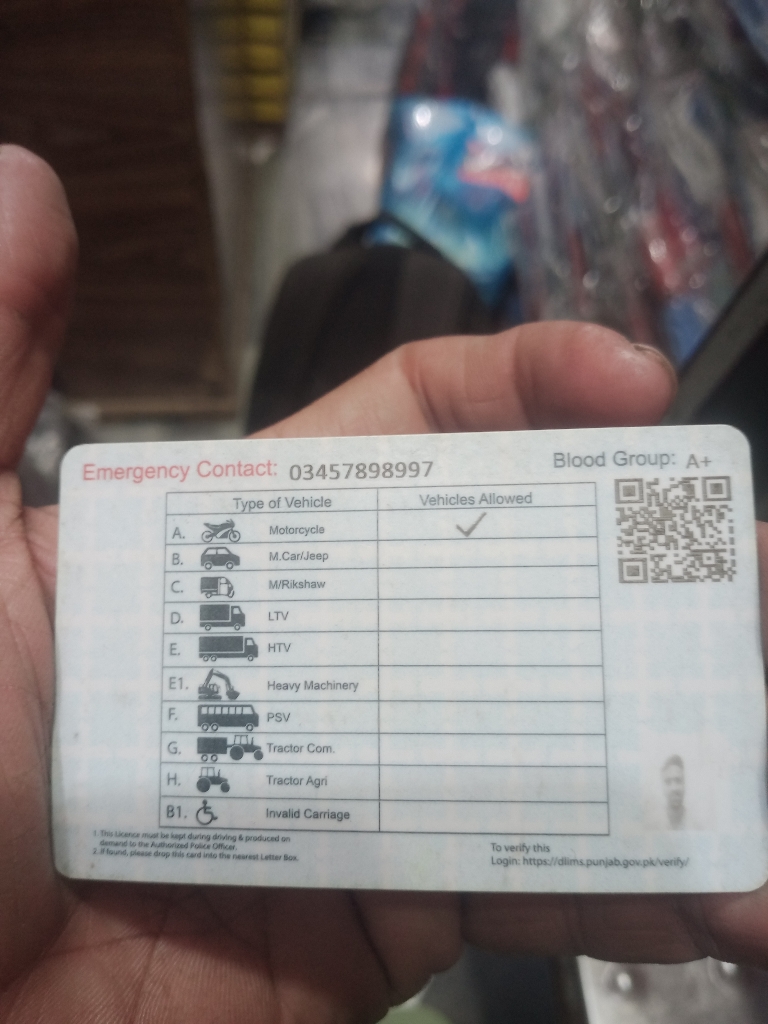 Emergency Contact: 03457898997
Blood Group: A+
Type of Vehicle Vehicles Allowed
A. Motorcycle ✓
B. M.Car/Jeep
C. M/Rikshaw
D. LTV
E. HTV
E1. Heavy Machinery
F. PSV
G. Tractor Com.
H. Tractor Agri
B1. Invalid Carriage
1. This License must be kept during driving & produced on
demand to the Authorized Police Officer.
2. If found, please drop this card into the nearest Letter Box.
To verify this
Login: https://dlims.punjab.gov.pk/verify/